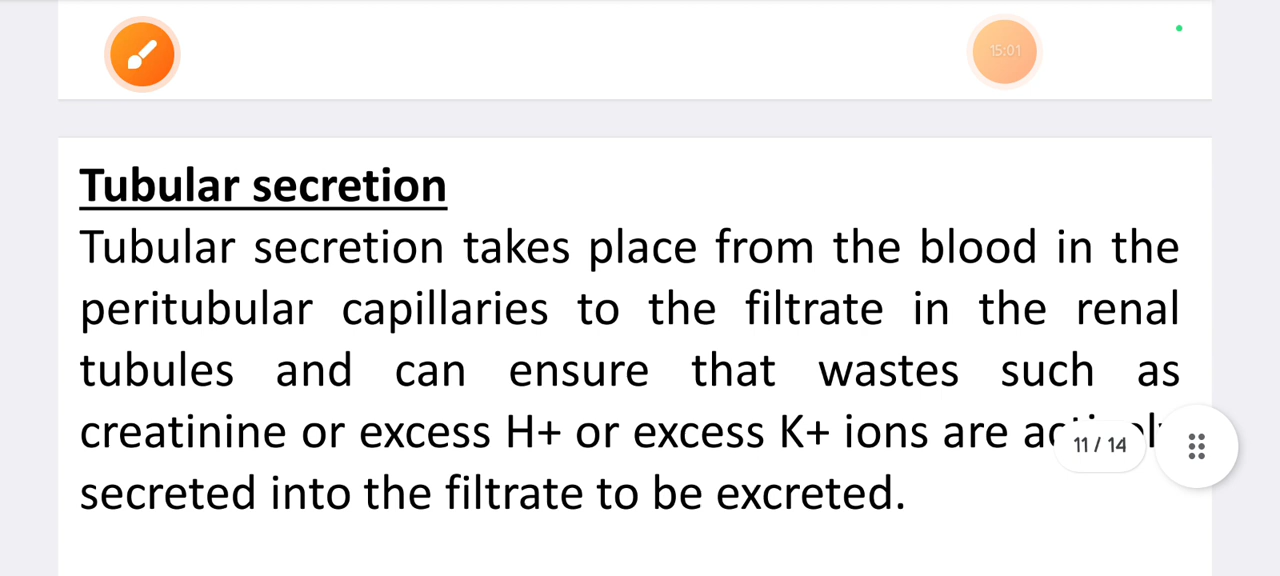 15:01
Tubular secretion
Tubular secretion takes place from the blood in the
peritubular capillaries to the filtrate in the renal
tubules and can ensure that wastes such as
creatinine or excess H+ or excess K+ ions are
11 / 14
secreted into the filtrate to be excreted.